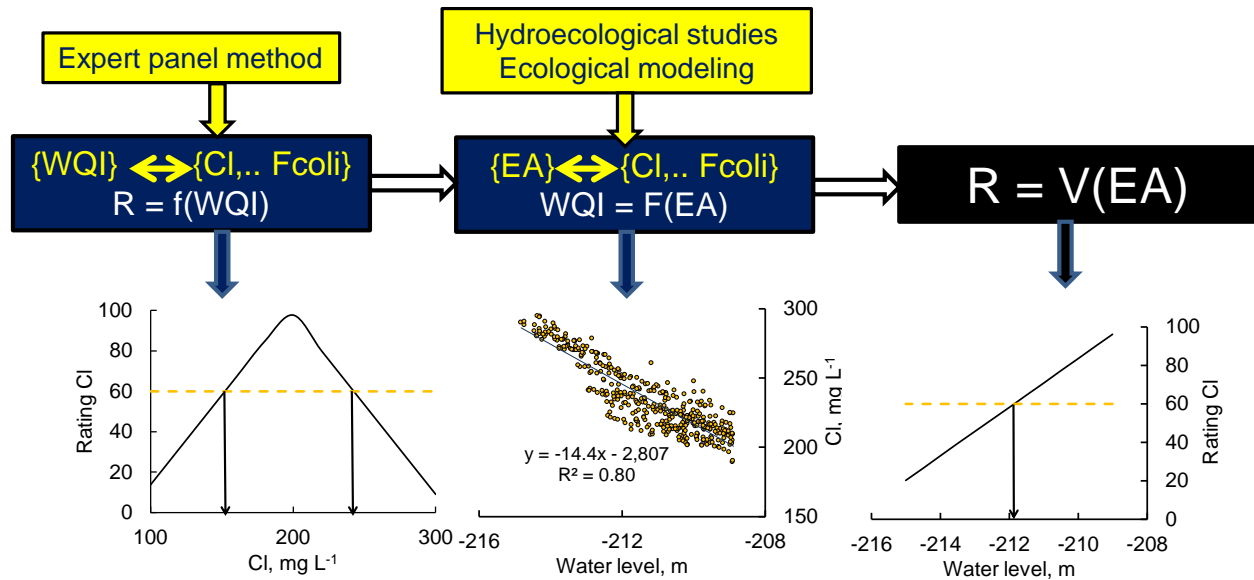 Expert panel method
Hydroecological studies
Ecological modeling
{WQI} {Cl,.. Fcoli}
R = f(WQI)
{EA} {Cl,.. Fcoli}
WQI = F(EA)
R = V(EA)
Rating Cl
100
80
60
40
20
0
100
200
300
Cl, mg L-1
y = -14.4x - 2,807
R² = 0.80
300
250
200
150
Cl, mq L-1
-216
-212
-208
Water level, m
100
80
60
40
20
0
Rating Cl
-216
-214
-212
-210
-208
Water level, m